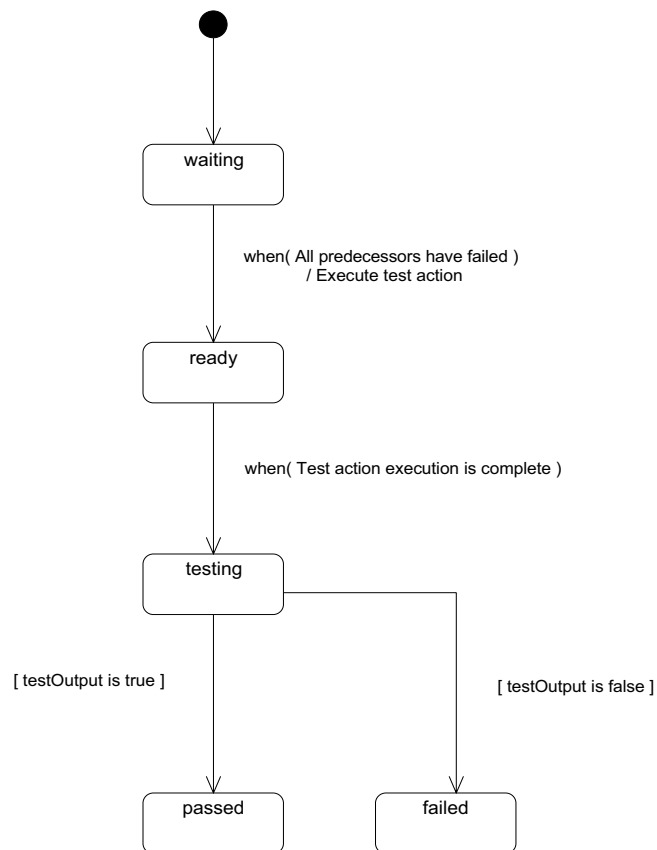 waiting
when( All predecessors have failed )
/ Execute test action
ready
when( Test action execution is complete )
testing
[ testOutput is true ]
[ testOutput is false ]
passed
failed